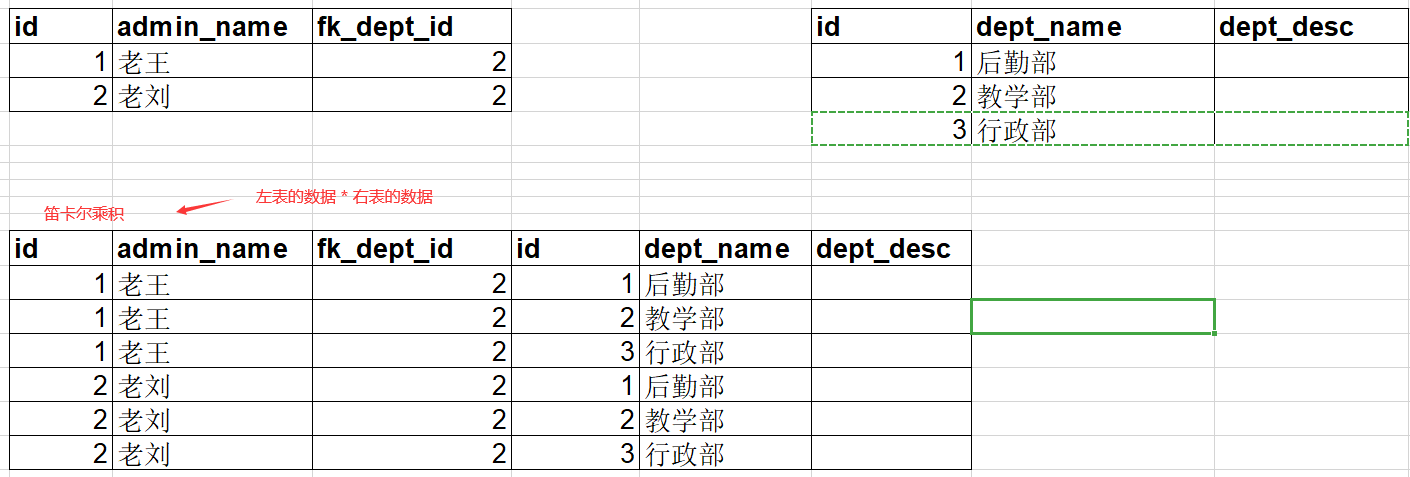 id admin_name fk_dept_id id dept_name dept_desc
1 老王 2 1 后勤部
2 老刘 2 2 教学部
3 行政部
左表的数据 * 右表的数据
笛卡尔乘积
id admin_name fk_dept_id id dept_name dept_desc
1 老王 2 1 后勤部
1 老王 2 2 教学部
1 老王 2 3 行政部
2 老刘 2 1 后勤部
2 老刘 2 2 教学部
2 老刘 2 3 行政部